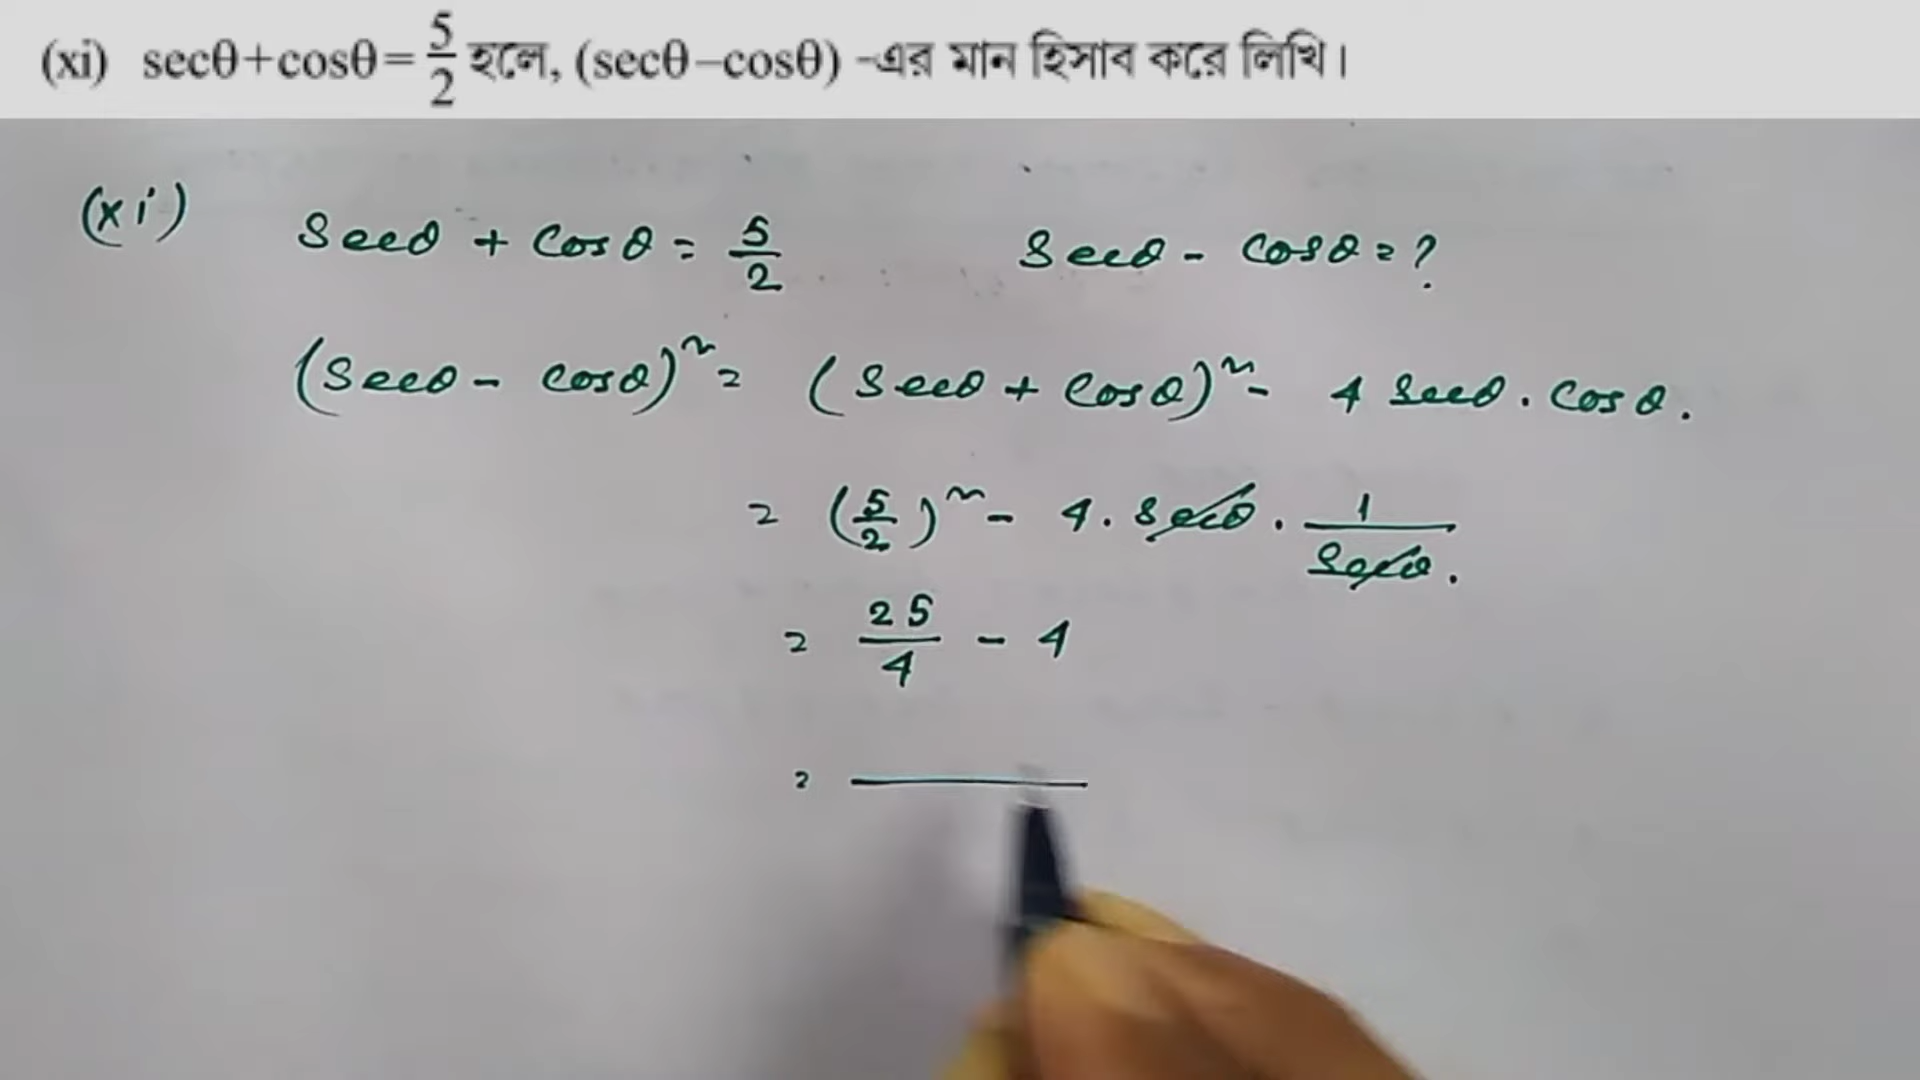 (xi) secθ+cosθ=5/2 হলে, (secθ−cosθ) -এর মান হিসাব করে লিখি।
(xi) secθ + cosθ = 5/2 secθ - cosθ = ?
(secθ - cosθ)² = (secθ + cosθ)² - 4 secθ . cosθ.
= (5/2)² - 4 . secθ . 1/secθ.
= 25/4 - 4
=